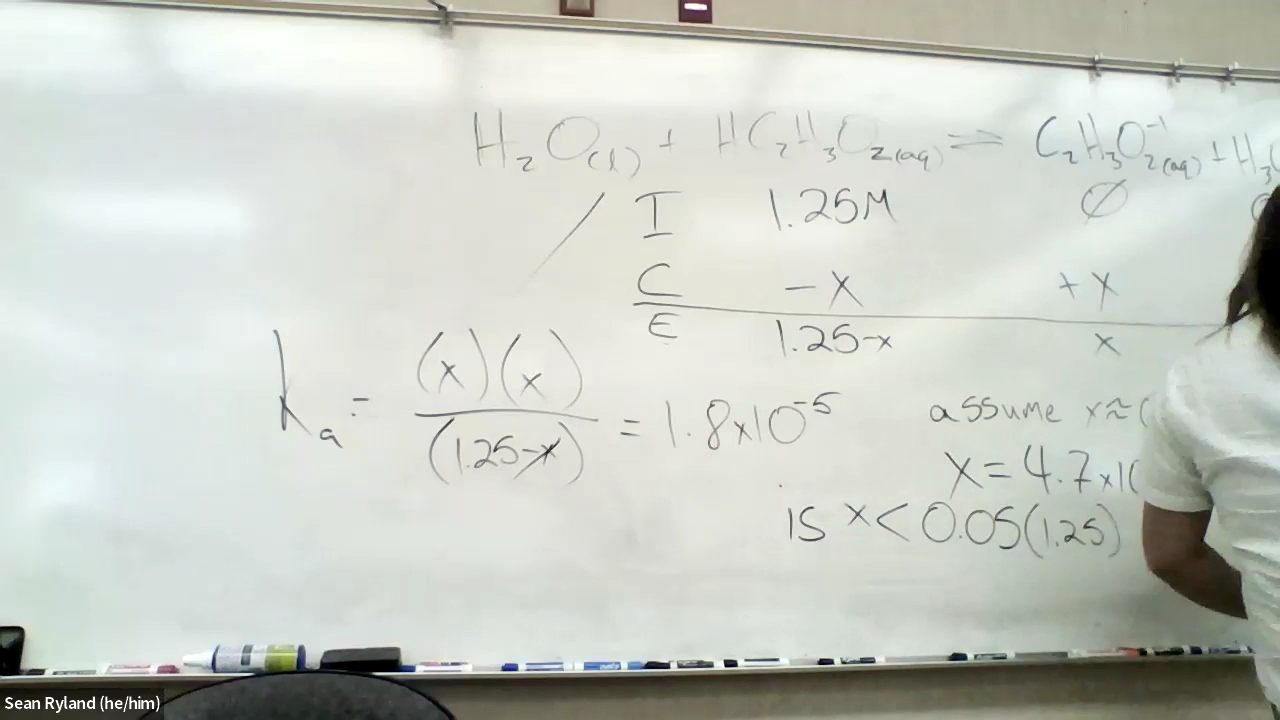 H₂O(l) + HC₂H₃O₂(aq) ⇌ C₂H₃O₂⁻¹(aq) + H₃
I 1.25M ∅
C -x +x
E 1.25-x x
Ka = (x)(x) / (1.25-x) = 1.8x10⁻⁵
assume x≈
x = 4.7x10
is x < 0.05(1.25)
Sean Ryland (he/him)